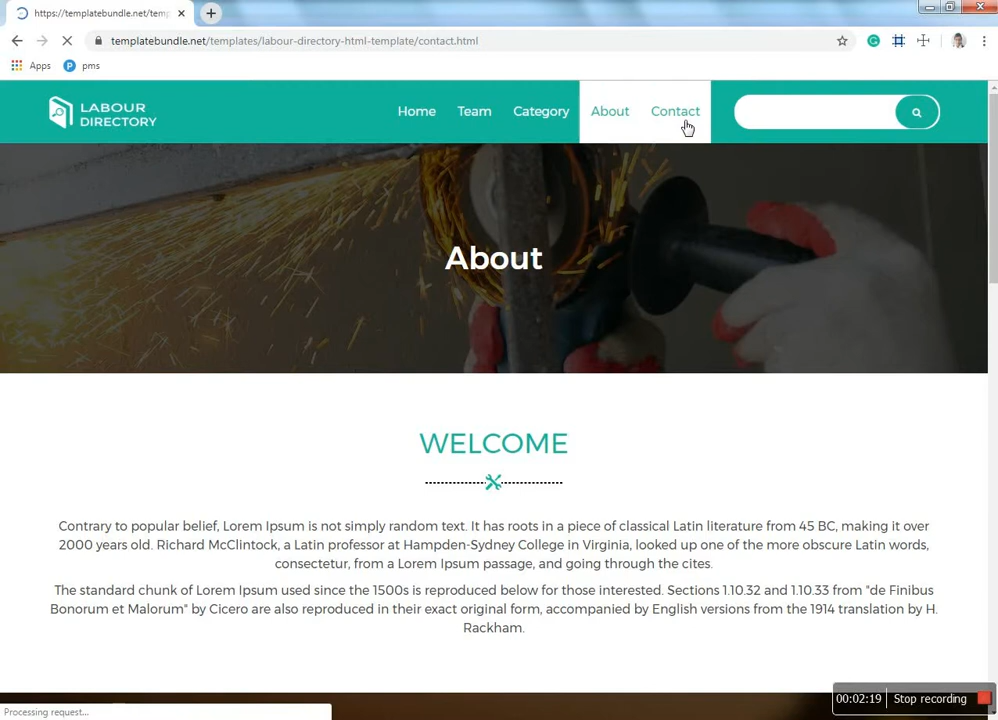 https://templatebundle.net/temp
templatebundle.net/templates/labour-directory-html-template/contact.html
Apps pms
LABOUR DIRECTORY
Home Team Category About Contact
About
WELCOME
Contrary to popular belief, Lorem Ipsum is not simply random text. It has roots in a piece of classical Latin literature from 45 BC, making it over
2000 years old. Richard McClintock, a Latin professor at Hampden-Sydney College in Virginia, looked up one of the more obscure Latin words,
consectetur, from a Lorem Ipsum passage, and going through the cites.
The standard chunk of Lorem Ipsum used since the 1500s is reproduced below for those interested. Sections 1.10.32 and 1.10.33 from "de Finibus
Bonorum et Malorum" by Cicero are also reproduced in their exact original form, accompanied by English versions from the 1914 translation by H.
Rackham.
00:02:19 Stop recording
Processing request...